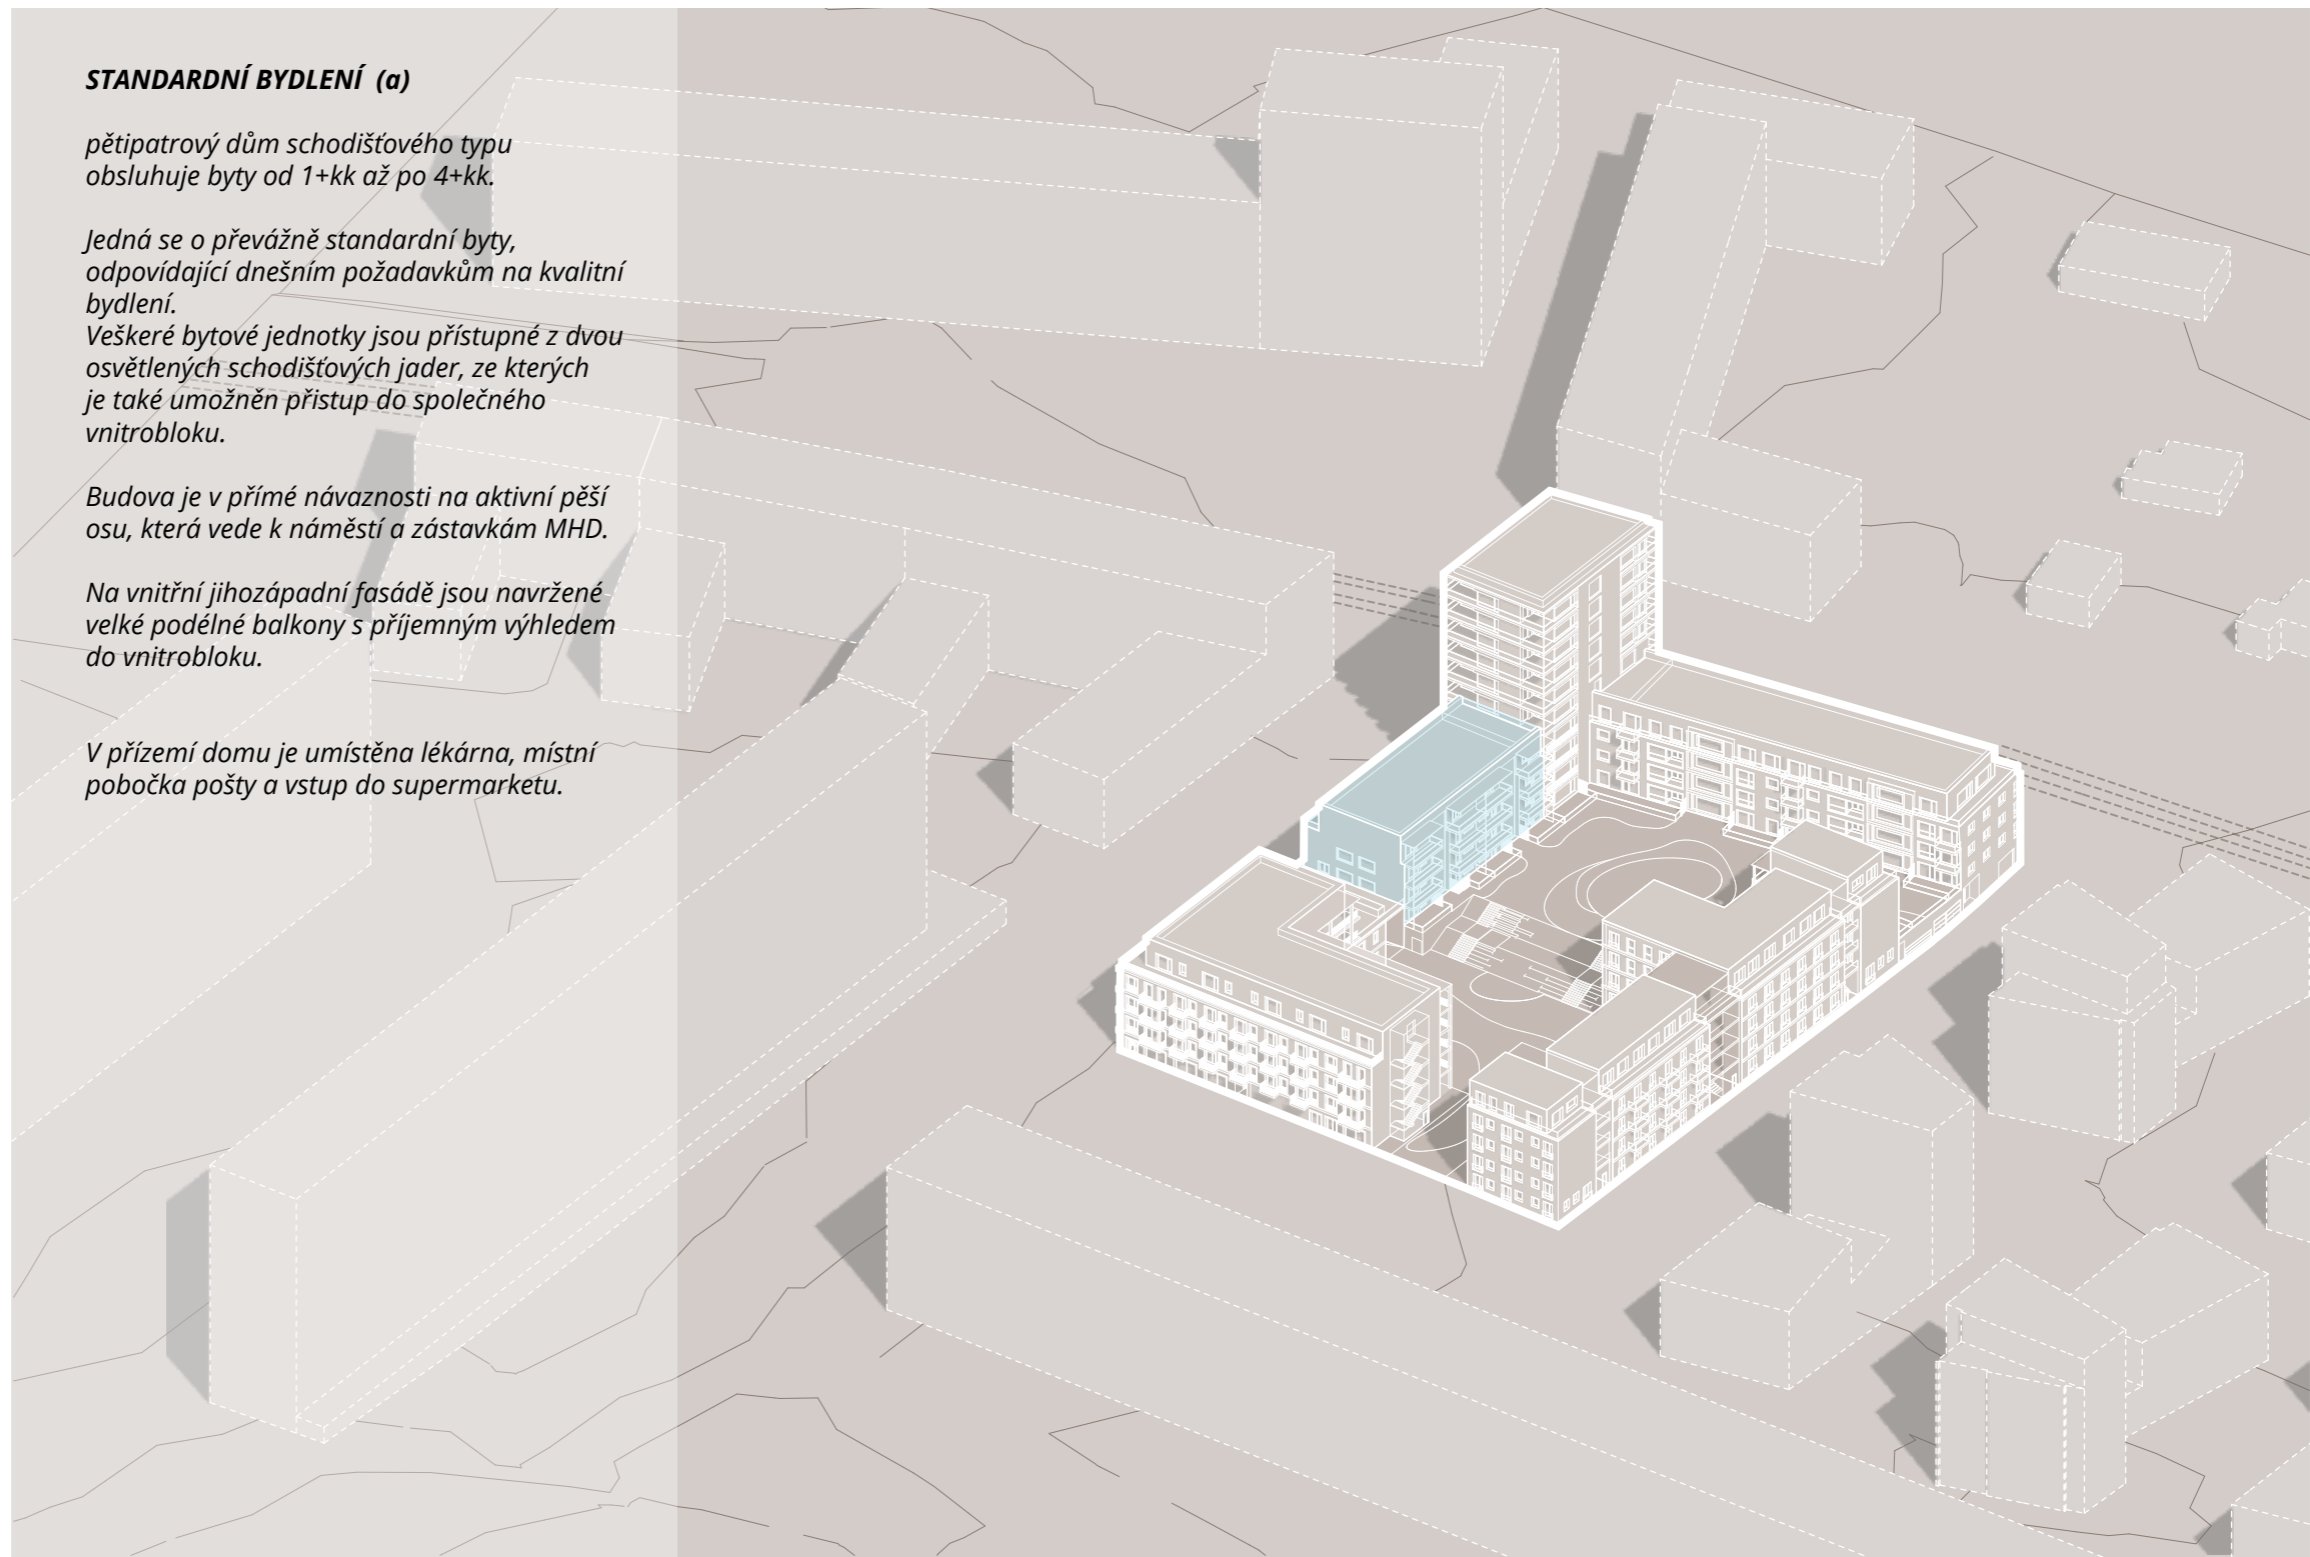 STANDARDNÍ BYDLENÍ (a)
pětipatrový dům schodišťového typu
obsluhuje byty od 1+kk až po 4+kk.
Jedná se o převážně standardní byty,
odpovídající dnešním požadavkům na kvalitní
bydlení.
Veškeré bytové jednotky jsou přístupné z dvou
osvětlených schodišťových jader, ze kterých
je také umožněn přistup do společného
vnitrobloku.
Budova je v přímé návaznosti na aktivní pěší
osu, která vede k náměstí a zástavkám MHD.
Na vnitřní jihozápadní fasádě jsou navržené
velké podélné balkony s příjemným výhledem
do vnitrobloku.
V přízemí domu je umístěna lékárna, místní
pobočka pošty a vstup do supermarketu.